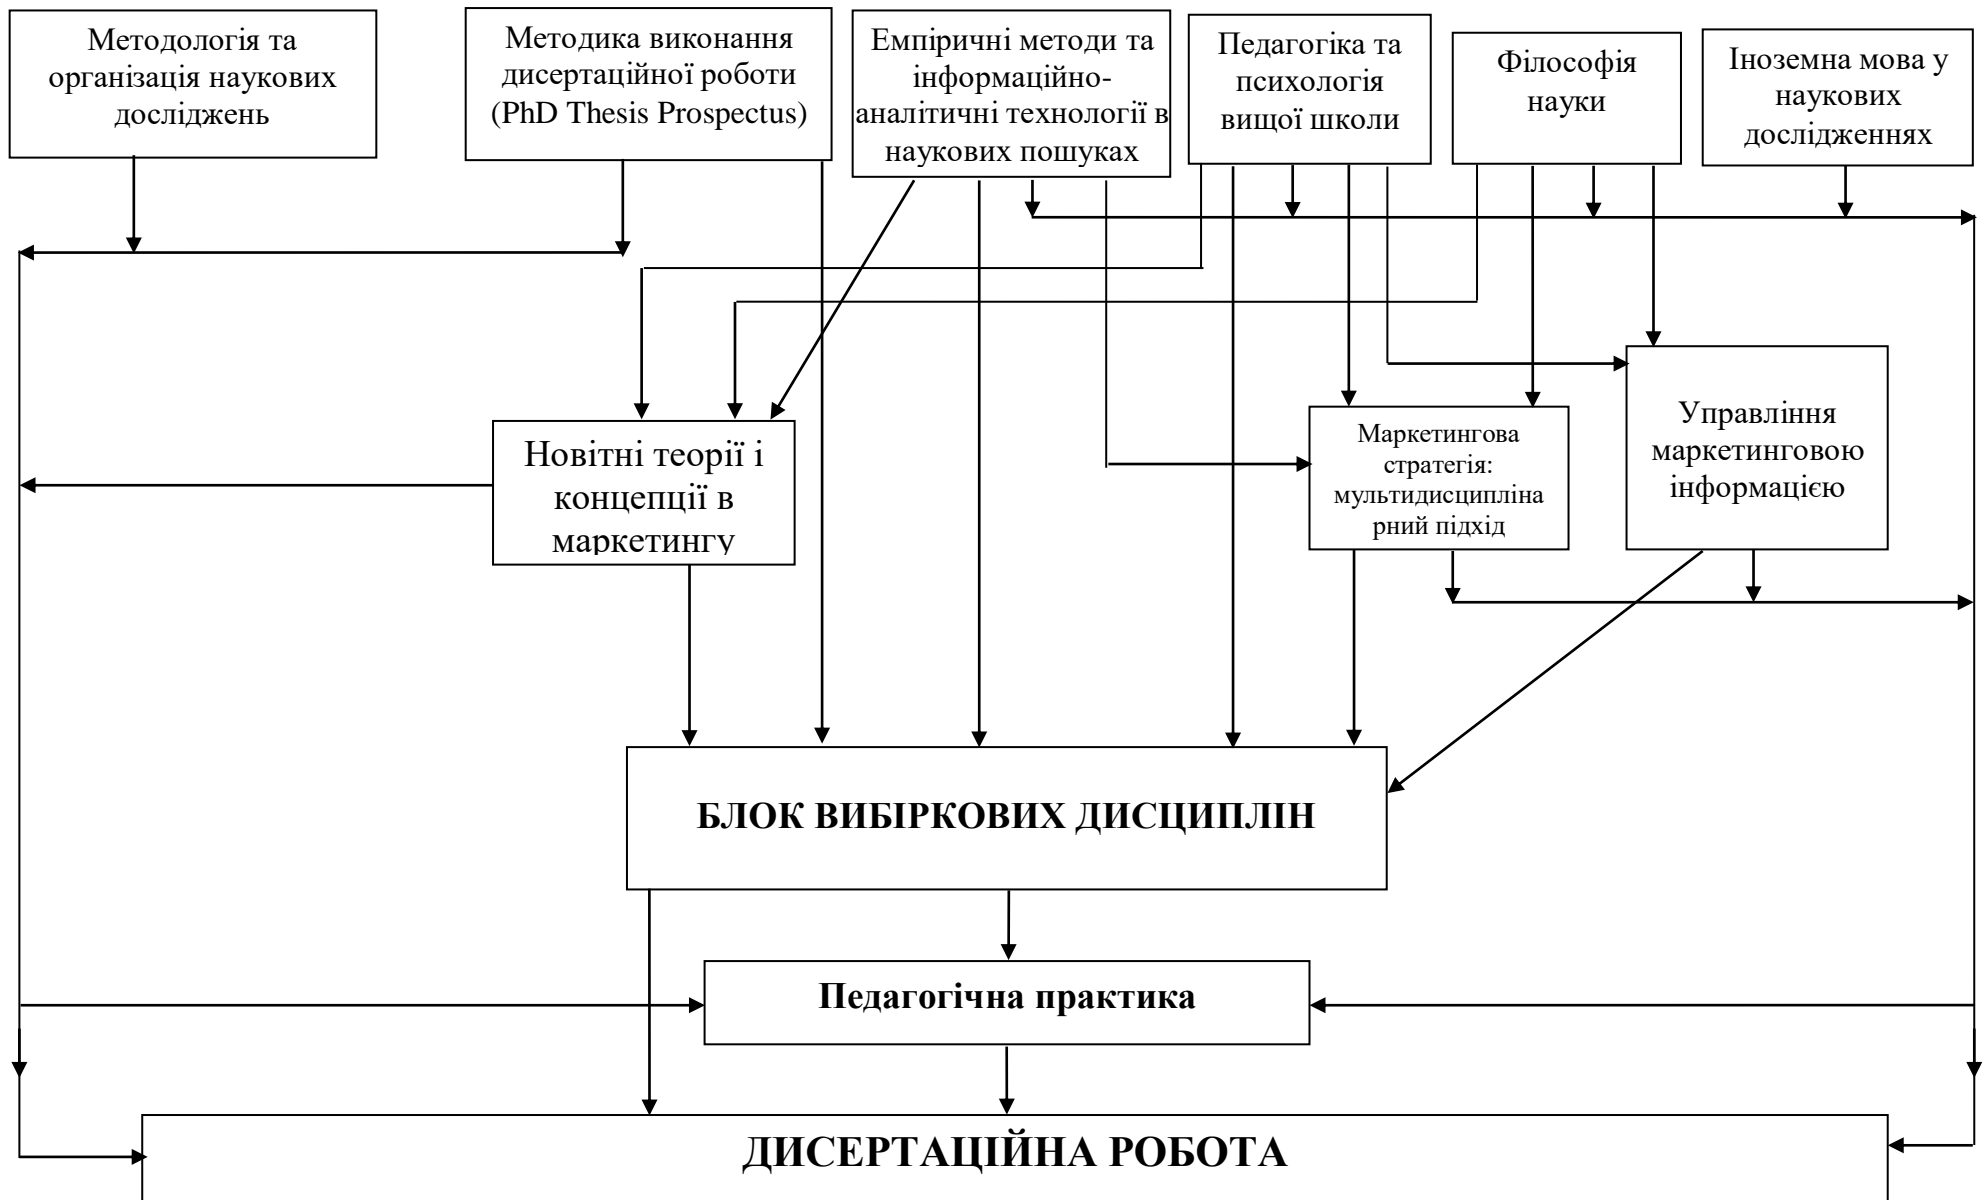 Методологія та
організація наукових
досліджень
Методика виконання
дисертаційної роботи
(PhD Thesis Prospectus)
Емпіричні методи та
інформаційно-
аналітичні технології в
наукових пошуках
Педагогіка та
психологія
вищої школи
Філософія
науки
Іноземна мова у
наукових
дослідженнях
Новітні теорії і
концепції в
маркетингу
Маркетингова
стратегія:
мультидисципліна
рний підхід
Управління
маркетинговою
інформацією
БЛОК ВИБІРКОВИХ ДИСЦИПЛІН
Педагогічна практика
ДИСЕРТАЦІЙНА РОБОТА